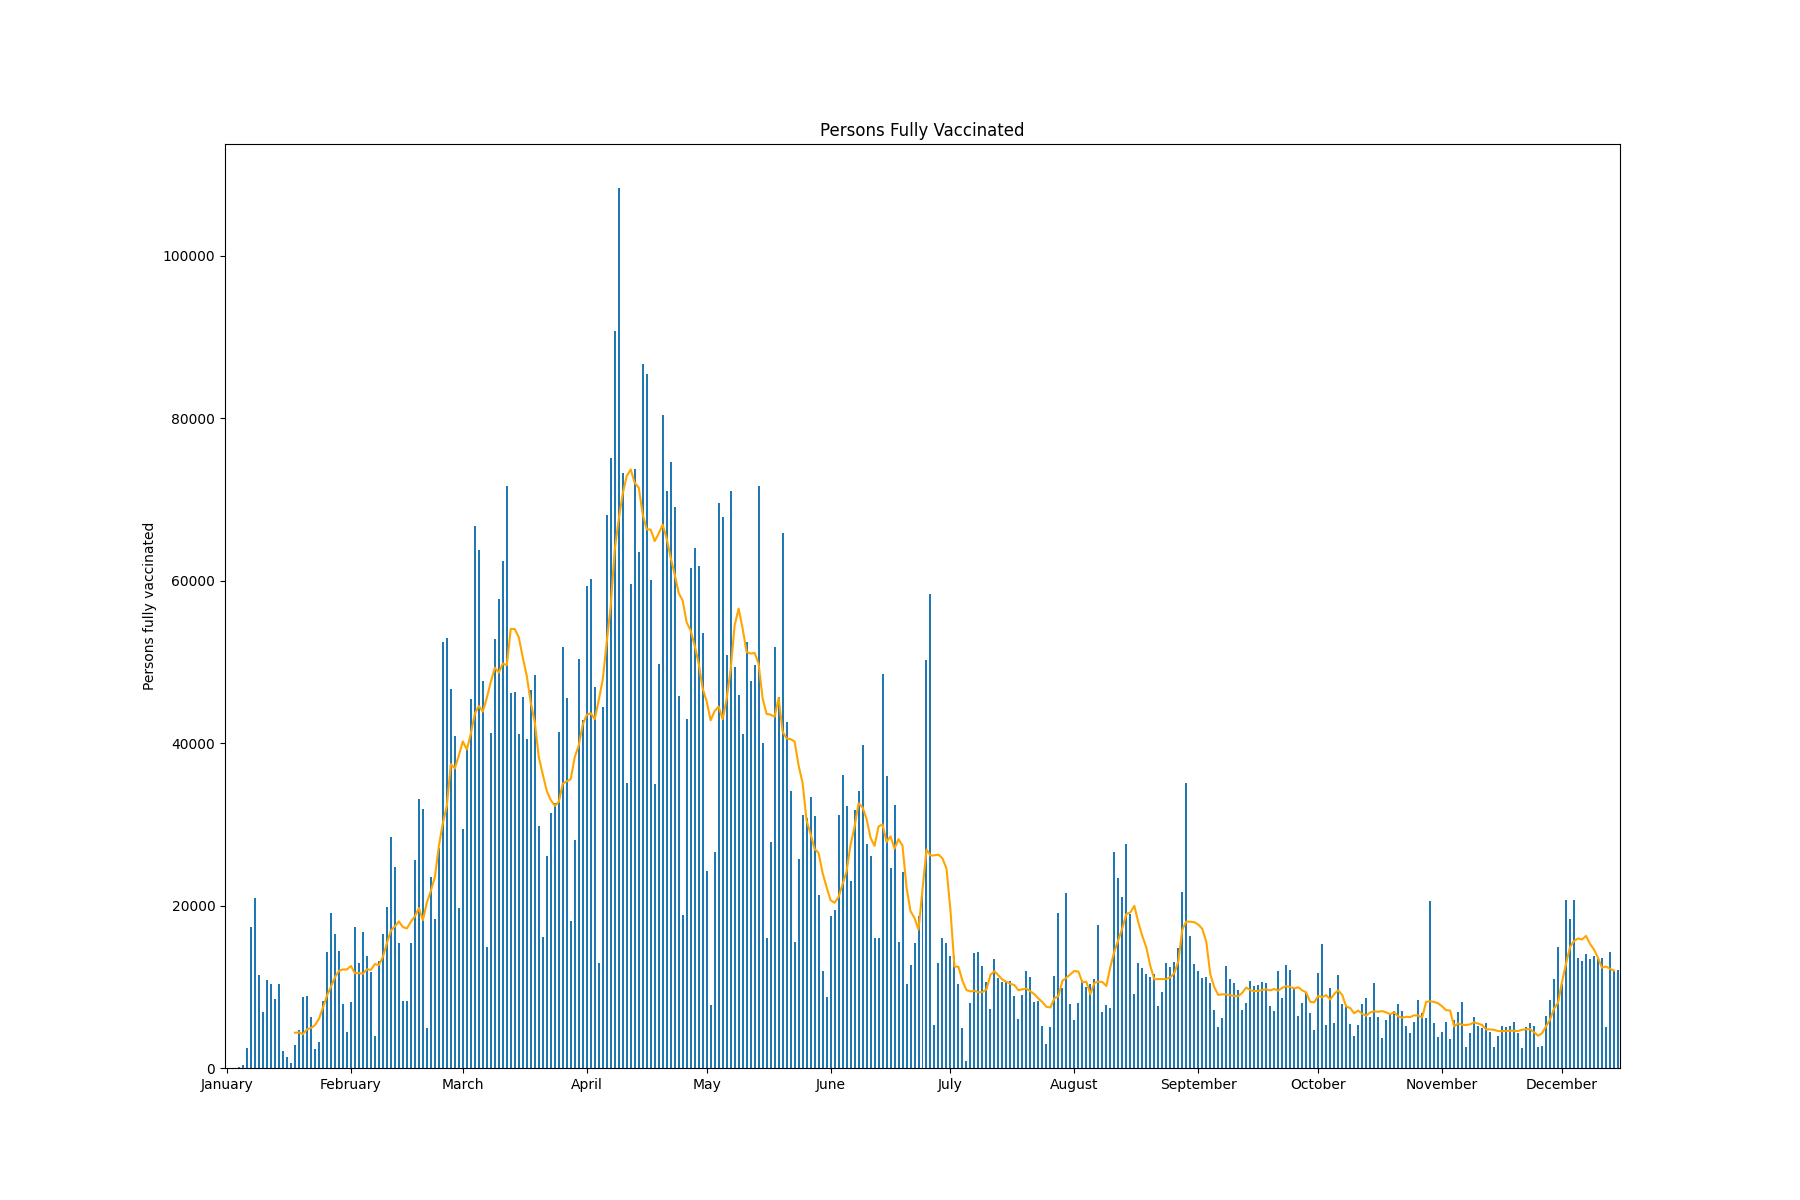 Persons Fully Vaccinated
Persons fully vaccinated
100000
80000
60000
40000
20000
0
January February March April May June July August September October November December